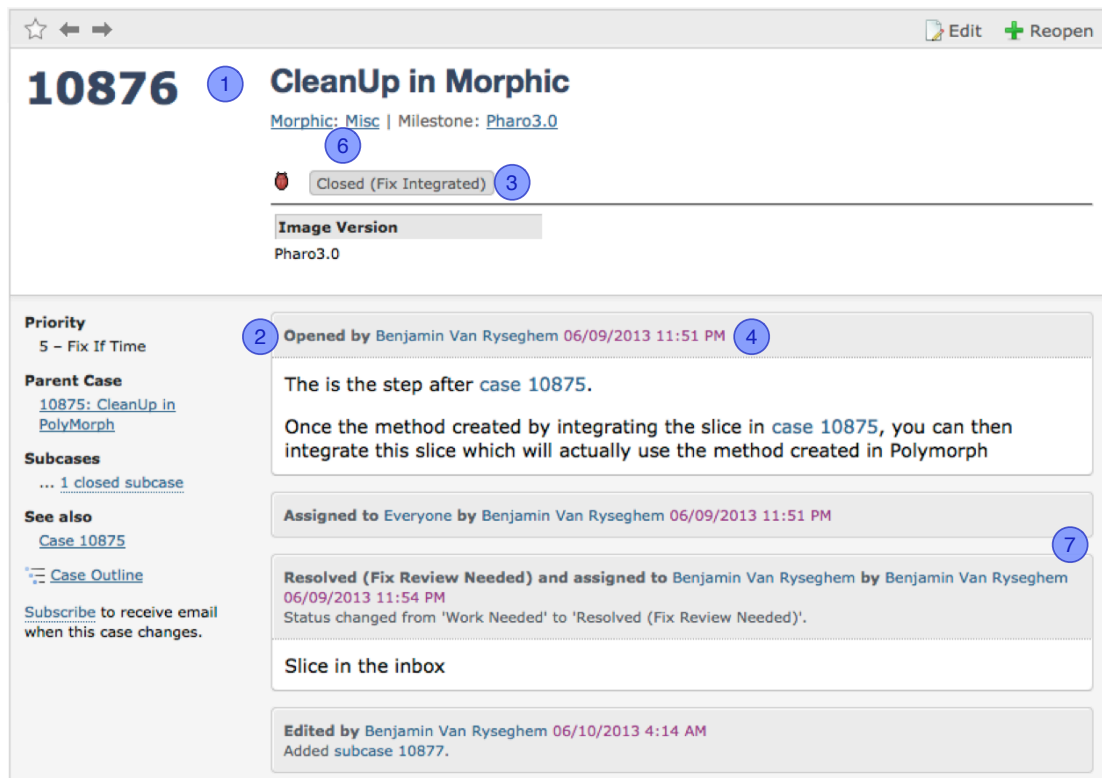 Edit Reopen
10876 1 CleanUp in Morphic
Morphic: Misc | Milestone: Pharo3.0
6
Closed (Fix Integrated) 3
Image Version
Pharo3.0
Priority
5 – Fix If Time
Parent Case
10875: CleanUp in
PolyMorph
Subcases
... 1 closed subcase
See also
Case 10875
Case Outline
Subscribe to receive email
when this case changes.
2 Opened by Benjamin Van Ryseghem 06/09/2013 11:51 PM 4
The is the step after case 10875.
Once the method created by integrating the slice in case 10875, you can then
integrate this slice which will actually use the method created in Polymorph
Assigned to Everyone by Benjamin Van Ryseghem 06/09/2013 11:51 PM
7
Resolved (Fix Review Needed) and assigned to Benjamin Van Ryseghem by Benjamin Van Ryseghem
06/09/2013 11:54 PM
Status changed from 'Work Needed' to 'Resolved (Fix Review Needed)'.
Slice in the inbox
Edited by Benjamin Van Ryseghem 06/10/2013 4:14 AM
Added subcase 10877.